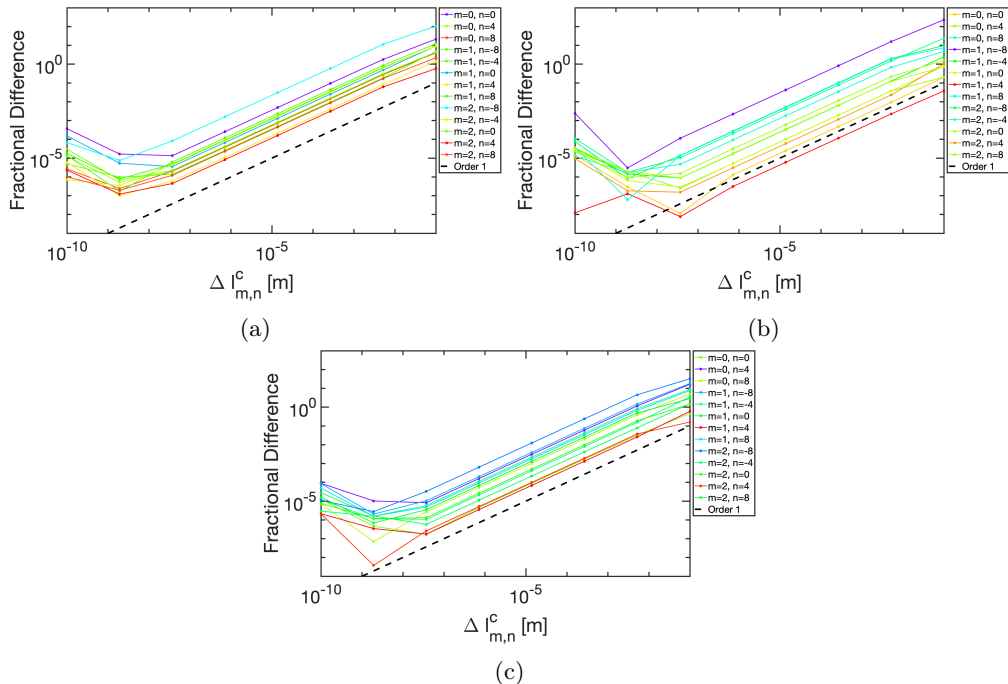 10^0
10^-5
10^-10
10^-5
Fractional Difference
Δ I^c_m,n [m]
m=0, n=0
m=0, n=4
m=0, n=8
m=1, n=-8
m=1, n=-4
m=1, n=0
m=1, n=4
m=1, n=8
m=2, n=-8
m=2, n=-4
m=2, n=0
m=2, n=4
m=2, n=8
Order 1
(a)
10^0
10^-5
10^-10
10^-5
Fractional Difference
Δ I^c_m,n [m]
m=0, n=0
m=0, n=4
m=0, n=8
m=1, n=-8
m=1, n=-4
m=1, n=0
m=1, n=4
m=1, n=8
m=2, n=-8
m=2, n=-4
m=2, n=0
m=2, n=4
m=2, n=8
Order 1
(b)
10^0
10^-5
10^-10
10^-5
Fractional Difference
Δ I^c_m,n [m]
m=0, n=0
m=0, n=4
m=0, n=8
m=1, n=-8
m=1, n=-4
m=1, n=0
m=1, n=4
m=1, n=8
m=2, n=-8
m=2, n=-4
m=2, n=0
m=2, n=4
m=2, n=8
Order 1
(c)